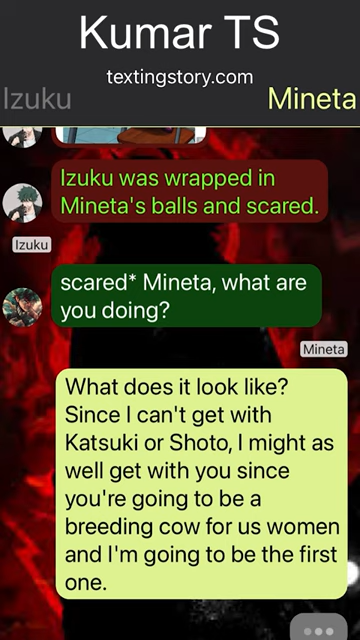 Kumar TS
textingstory.com
Izuku
Mineta
Izuku was wrapped in
Mineta's balls and scared.
Izuku
scared* Mineta, what are
you doing?
Mineta
What does it look like?
Since I can't get with
Katsuki or Shoto, I might as
well get with you since
you're going to be a
breeding cow for us women
and I'm going to be the first
one.